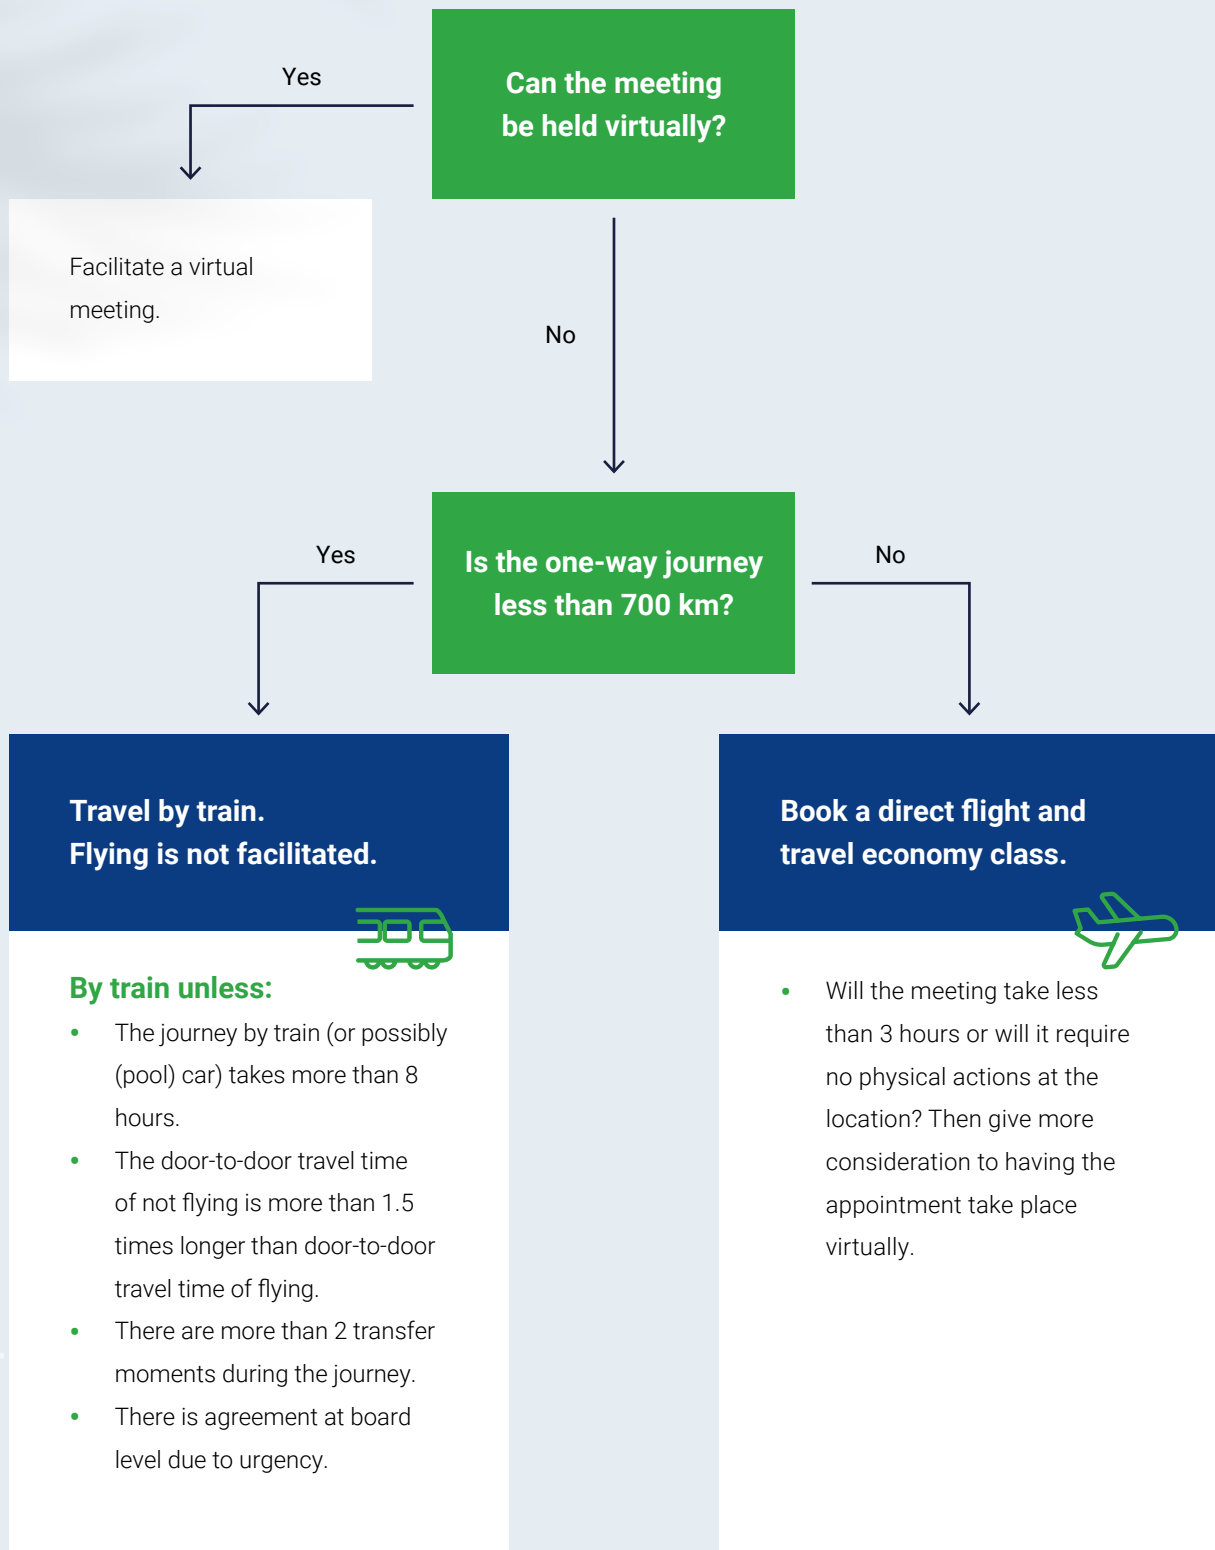 Can the meeting
be held virtually?
Yes
Facilitate a virtual
meeting.
No
Is the one-way journey
less than 700 km?
Yes
No
Travel by train.
Flying is not facilitated.
By train unless:
• The journey by train (or possibly
(pool) car) takes more than 8
hours.
• The door-to-door travel time
of not flying is more than 1.5
times longer than door-to-door
travel time of flying.
• There are more than 2 transfer
moments during the journey.
• There is agreement at board
level due to urgency.
Book a direct flight and
travel economy class.
• Will the meeting take less
than 3 hours or will it require
no physical actions at the
location? Then give more
consideration to having the
appointment take place
virtually.